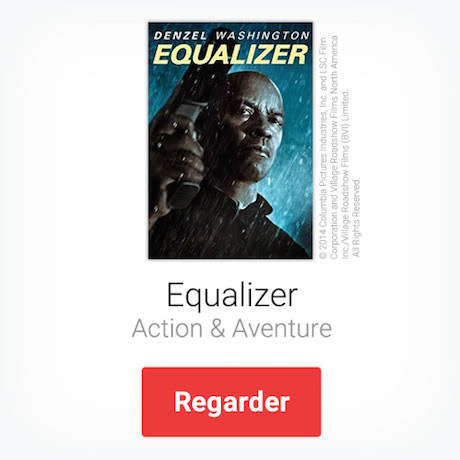 DENZEL WASHINGTON
EQUALIZER
© 2014 Columbia Pictures Industries, Inc. and LSC Film
Corporation and Village Roadshow Films North America
Inc./Village Roadshow Films (BVI) Limited.
All Rights Reserved.
Equalizer
Action & Aventure
Regarder